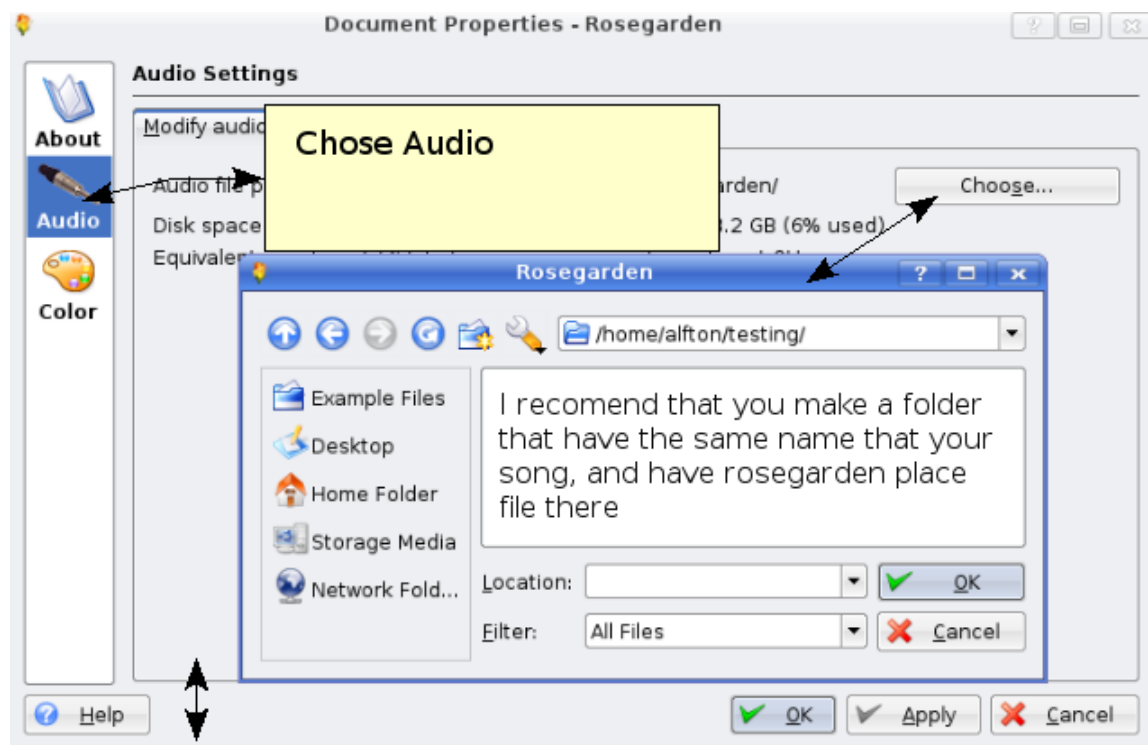 Document Properties - Rosegarden
Audio Settings
About
Audio
Color
Modify audio
Chose Audio
Audio file p
arden/
Choose...
Disk space
.2 GB (6% used)
Rosegarden
/home/alfton/testing/
Example Files
Desktop
Home Folder
Storage Media
Network Fold...
I recomend that you make a folder
that have the same name that your
song, and have rosegarden place
file there
Location:
OK
Filter:
All Files
Cancel
Help
OK
Apply
Cancel